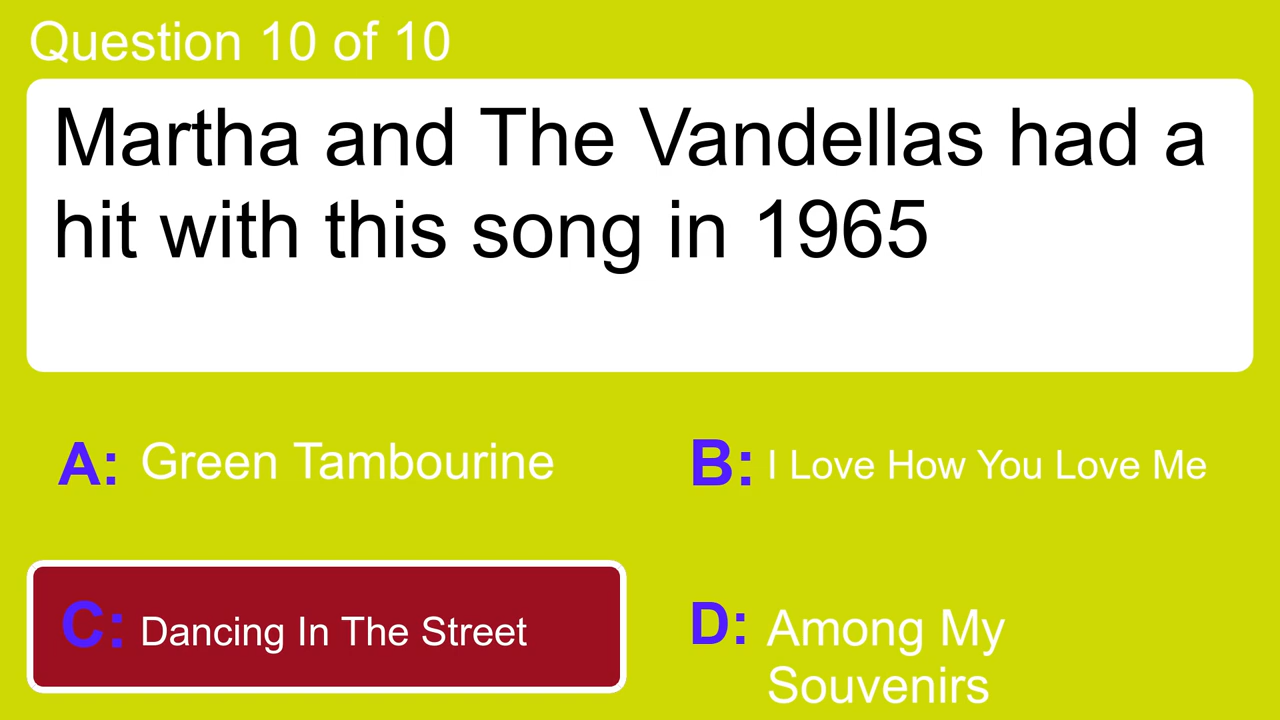 Question 10 of 10
Martha and The Vandellas had a
hit with this song in 1965
A: Green Tambourine
B: I Love How You Love Me
C: Dancing In The Street
D: Among My
Souvenirs